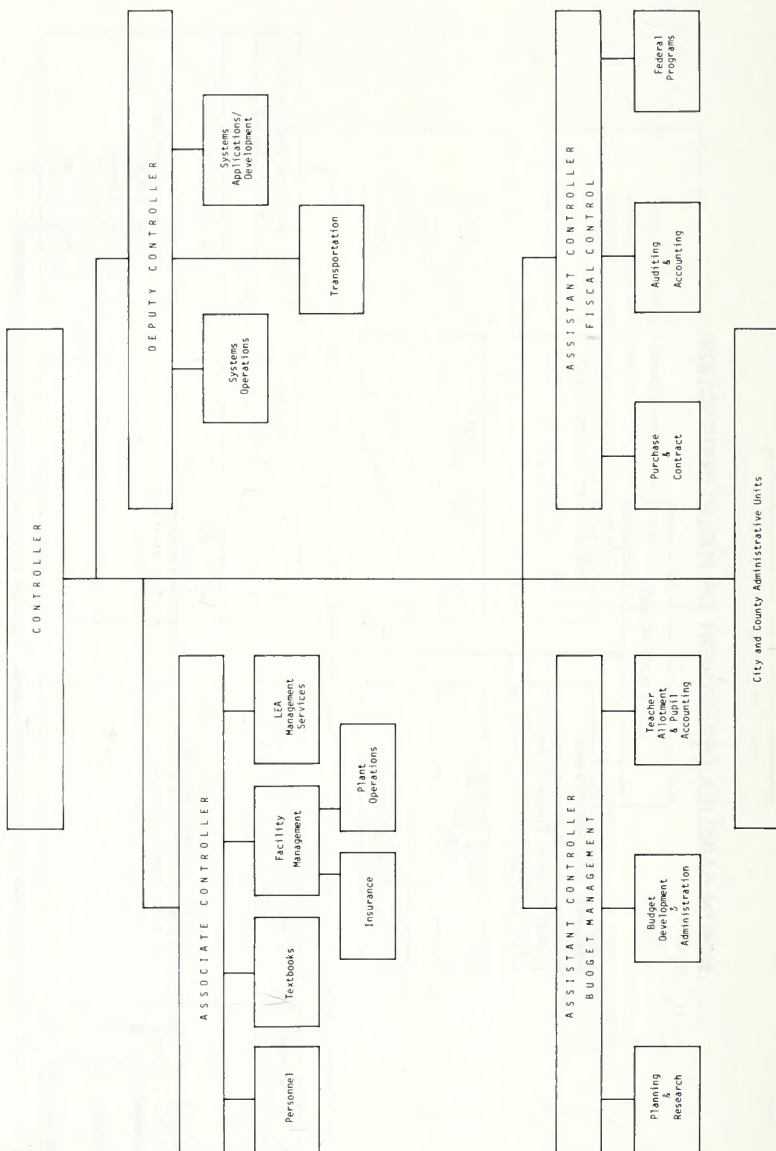 CONTROLLER
DEPUTY CONTROLLER
Systems
Operations
Transportation
Systems
Applications/
Development
ASSOCIATE CONTROLLER
Personnel
Textbooks
Facility
Management
LEA
Management
Services
Insurance
Plant
Operations
ASSISTANT CONTROLLER
BUDGET MANAGEMENT
Planning
&
Research
Budget
Development
&
Administration
Teacher
Allotment
& Pupil
Accounting
ASSISTANT CONTROLLER
FISCAL CONTROL
Purchase
&
Contract
Auditing
&
Accounting
Federal
Programs
City and County Administrative Units